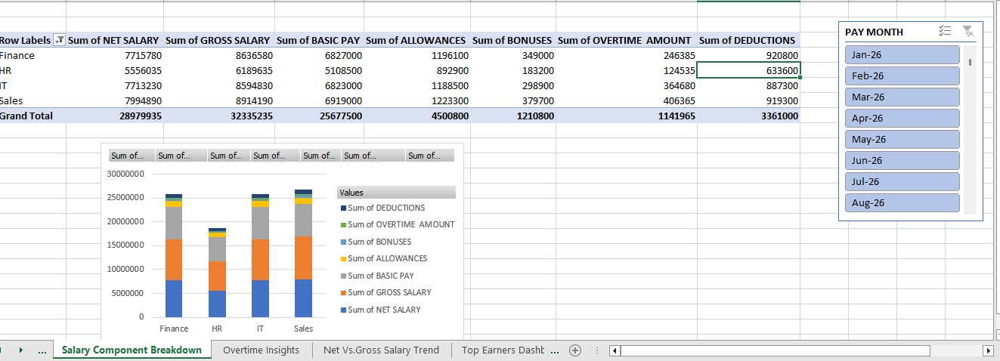 Row Labels Sum of NET SALARY Sum of GROSS SALARY Sum of BASIC PAY Sum of ALLOWANCES Sum of BONUSES Sum of OVERTIME  AMOUNT Sum of DEDUCTIONS
Finance 7715780 8636580 6827000 1196100 349000 246385 920800
HR 5556035 6189635 5108500 892900 183200 124535 633600
IT 7713230 8594830 6823000 1188500 298900 364680 887300
Sales 7994890 8914190 6919000 1223300 379700 406365 919300
Grand Total 28979935 32335235 25677500 4500800 1210800 1141965 3361000
PAY MONTH
Jan-26
Feb-26
Mar-26
Apr-26
May-26
Jun-26
Jul-26
Aug-26
Sum of... Sum of... Sum of... Sum of... Sum of... Sum of... Sum of...
30000000
25000000
20000000
15000000
10000000
5000000
0
Finance HR IT Sales
Values
Sum of DEDUCTIONS
Sum of OVERTIME  AMOUNT
Sum of BONUSES
Sum of ALLOWANCES
Sum of BASIC PAY
Sum of GROSS SALARY
Sum of NET SALARY
... Salary Component Breakdown Overtime Insights Net Vs.Gross Salary Trend Top Earners Dasht ...